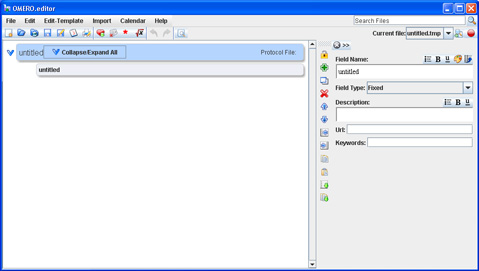 OMERO.editor
File Edit Edit-Template Import Calendar Help
Search Files
Current file: untitled.tmp
untitled
Collapse/Expand All
Protocol File:
untitled
>>
Field Name:
B U
untitled
Field Type: Fixed
Description:
B U
Url:
Keywords: